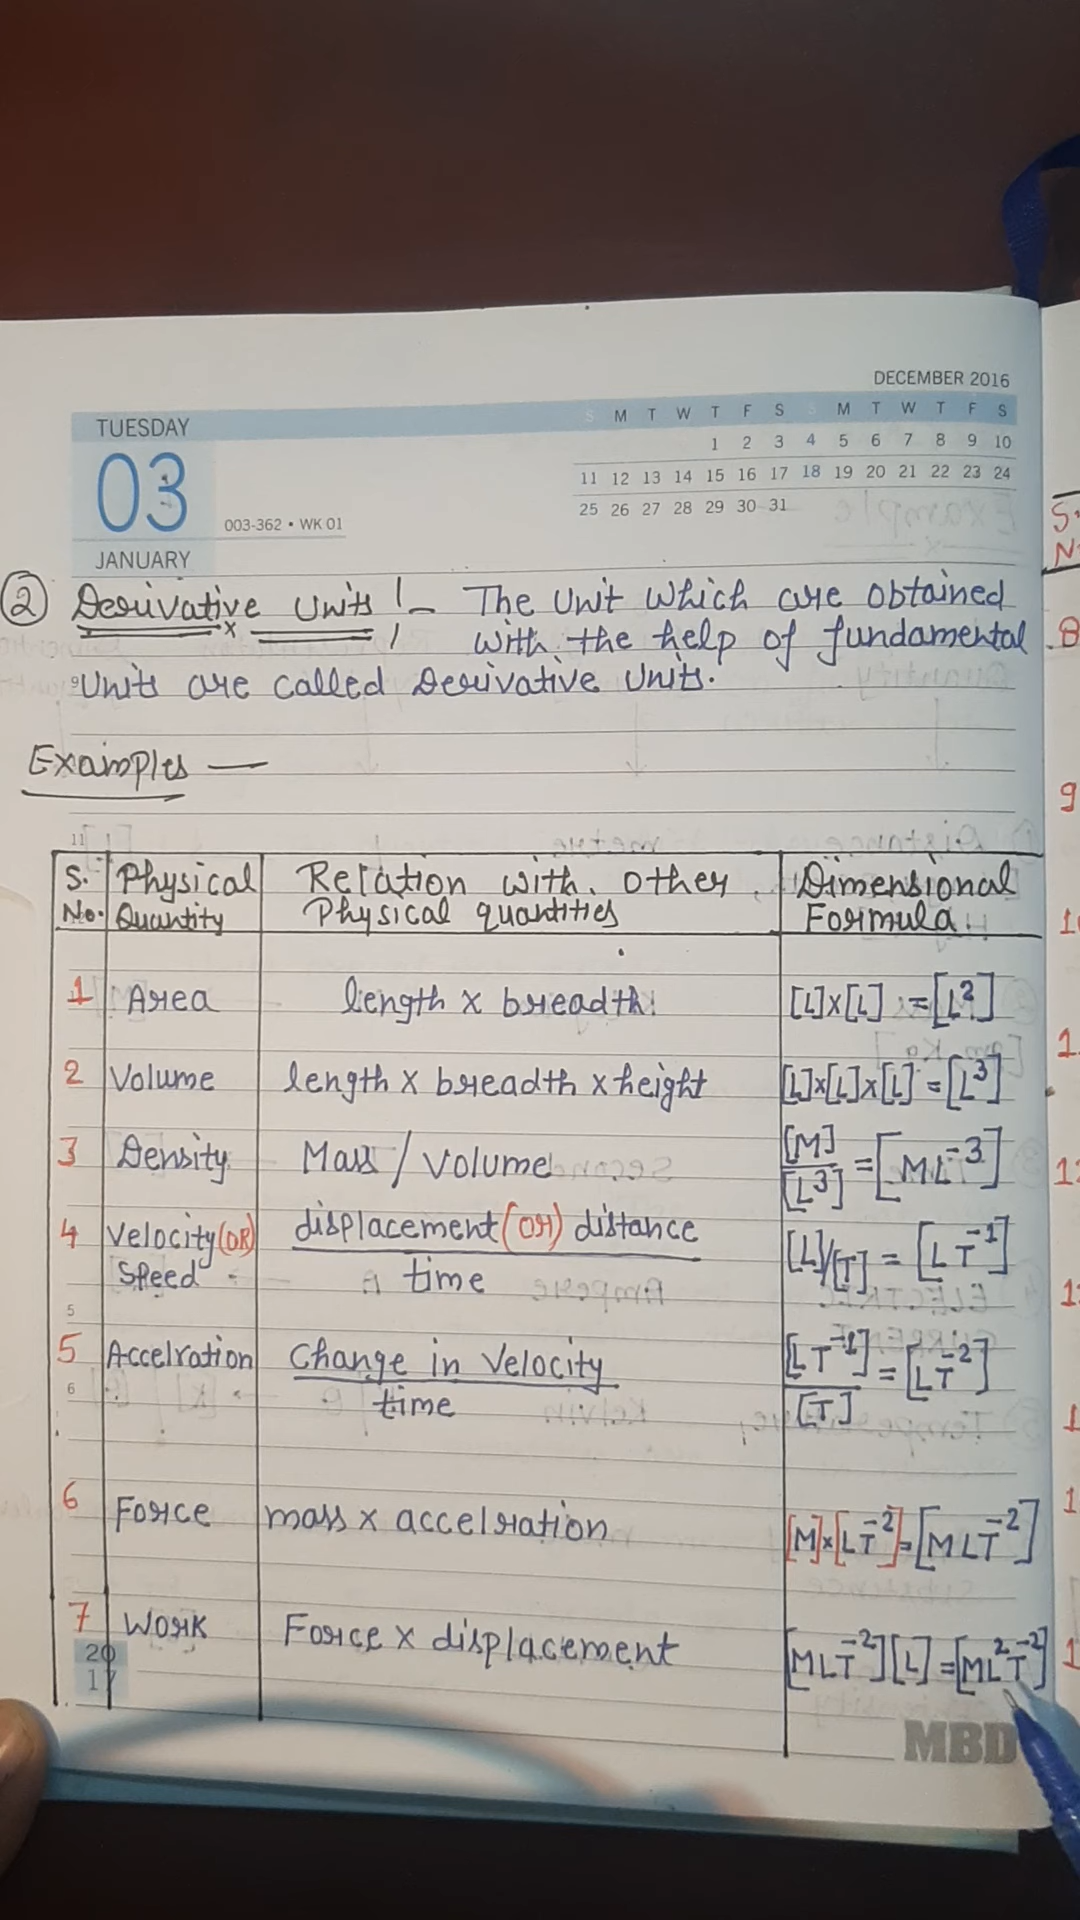 DECEMBER 2016
TUESDAY
S M T W T F S S M T W T F S
03
1 2 3 4 5 6 7 8 9 10
11 12 13 14 15 16 17 18 19 20 21 22 23 24
25 26 27 28 29 30 31
003-362 • WK 01
JANUARY
② Derivative Units :- The Unit which are obtained
with the help of fundamental
Units are called Derivative Units.
Examples —
11
S. No. Physical Quantity Relation with other Physical quantities Dimensional Formula
1 Area length x breadth [L]x[L] = [L²]
2 Volume length x breadth x height [L]x[L]x[L] = [L³]
3 Density Mass / volume [M]/[L³] = [ML⁻³]
4 Velocity (OR) Speed displacement (OR) distance / time [L]/[T] = [LT⁻¹]
5
5 Accelration Change in Velocity / time [LT⁻¹]/[T] = [LT⁻²]
6
6 Force mass x accelration [M]x[LT⁻²] = [MLT⁻²]
7 Work Force x displacement [MLT⁻²][L] = [ML²T⁻²]
2017
MBD